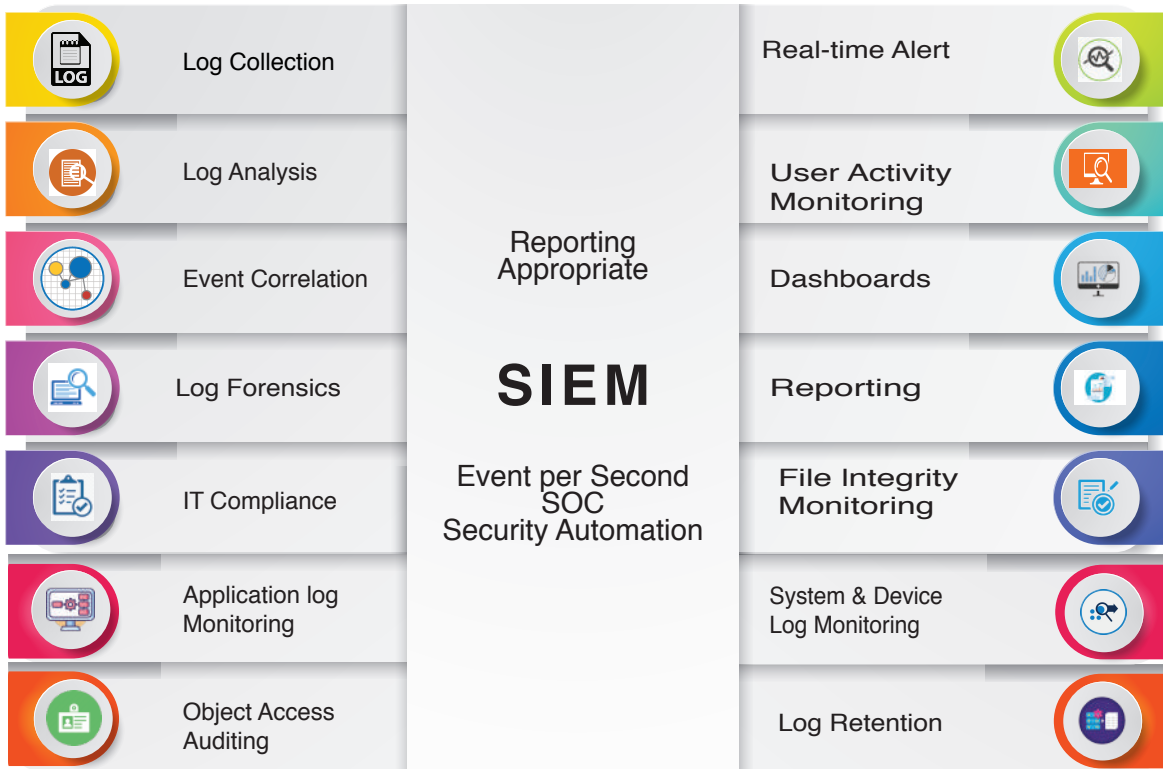 LOG
Log Collection
Log Analysis
Event Correlation
Log Forensics
IT Compliance
Application log
Monitoring
Object Access
Auditing
Reporting
Appropriate
SIEM
Event per Second
SOC
Security Automation
Real-time Alert
User Activity
Monitoring
Dashboards
Reporting
File Integrity
Monitoring
System & Device
Log Monitoring
Log Retention